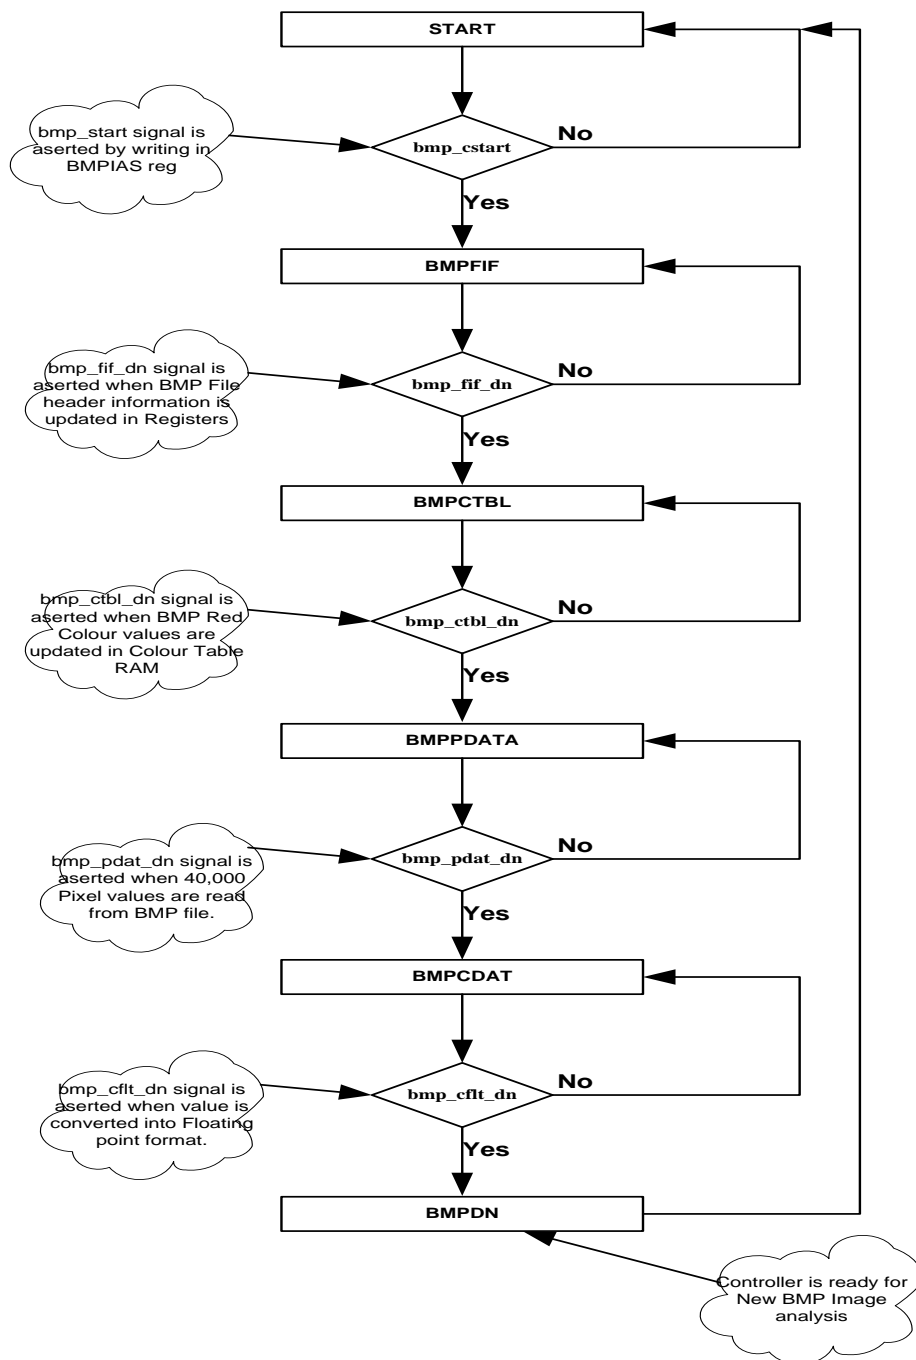 START
bmp_start signal is
aserted by writing in
BMPIAS reg
bmp_cstart
No
Yes
BMPFIF
bmp_fif_dn signal is
aserted when BMP File
header information is
updated in Registers
bmp_fif_dn
No
Yes
BMPCTBL
bmp_ctbl_dn signal is
aserted when BMP Red
Colour values are
updated in Colour Table
RAM
bmp_ctbl_dn
No
Yes
BMPPDATA
bmp_pdat_dn signal is
aserted when 40,000
Pixel values are read
from BMP file.
bmp_pdat_dn
No
Yes
BMPCDAT
bmp_cflt_dn signal is
aserted when value is
converted into Floating
point format.
bmp_cflt_dn
No
Yes
BMPDN
Controller is ready for
New BMP Image
analysis